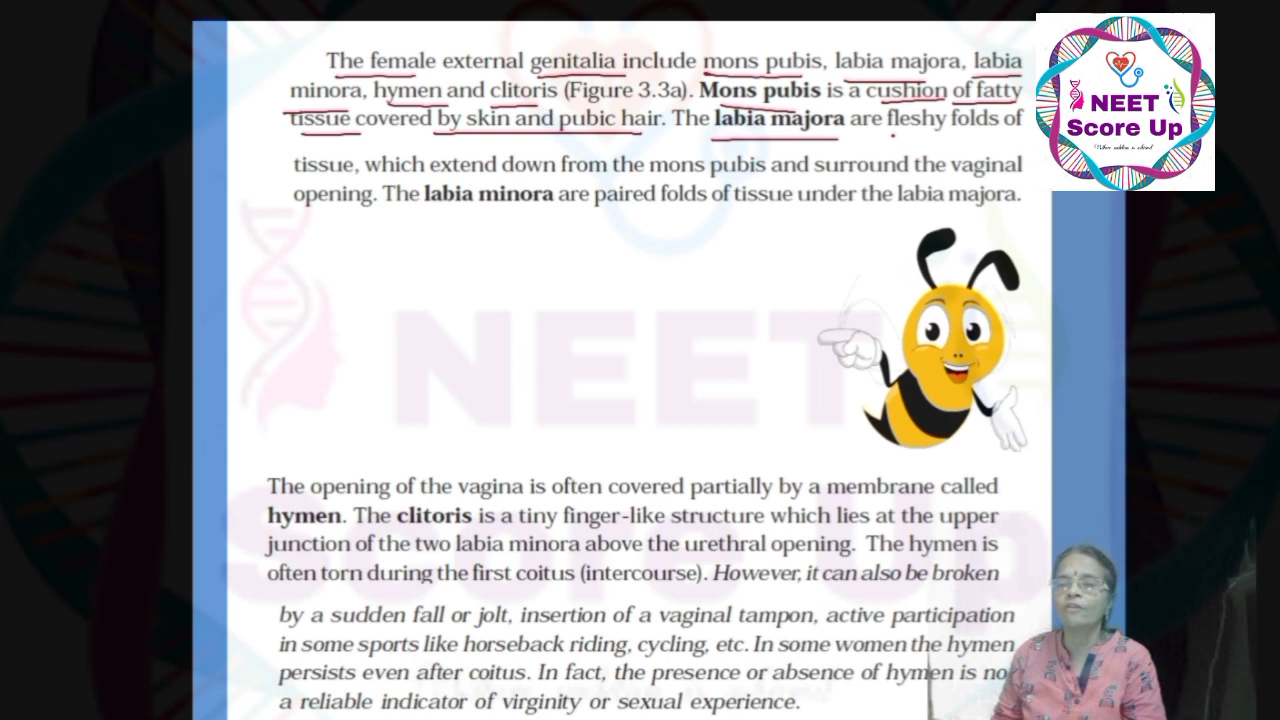 The female external genitalia include mons pubis, labia majora, labia
minora, hymen and clitoris (Figure 3.3a). Mons pubis is a cushion of fatty
tissue covered by skin and pubic hair. The labia majora are fleshy folds of
tissue, which extend down from the mons pubis and surround the vaginal
opening. The labia minora are paired folds of tissue under the labia majora.
NEET
Score Up
NEET
Score Up
The opening of the vagina is often covered partially by a membrane called
hymen. The clitoris is a tiny finger-like structure which lies at the upper
junction of the two labia minora above the urethral opening. The hymen is
often torn during the first coitus (intercourse). However, it can also be broken
by a sudden fall or jolt, insertion of a vaginal tampon, active participation
in some sports like horseback riding, cycling, etc. In some women the hymen
persists even after coitus. In fact, the presence or absence of hymen is no
a reliable indicator of virginity or sexual experience.